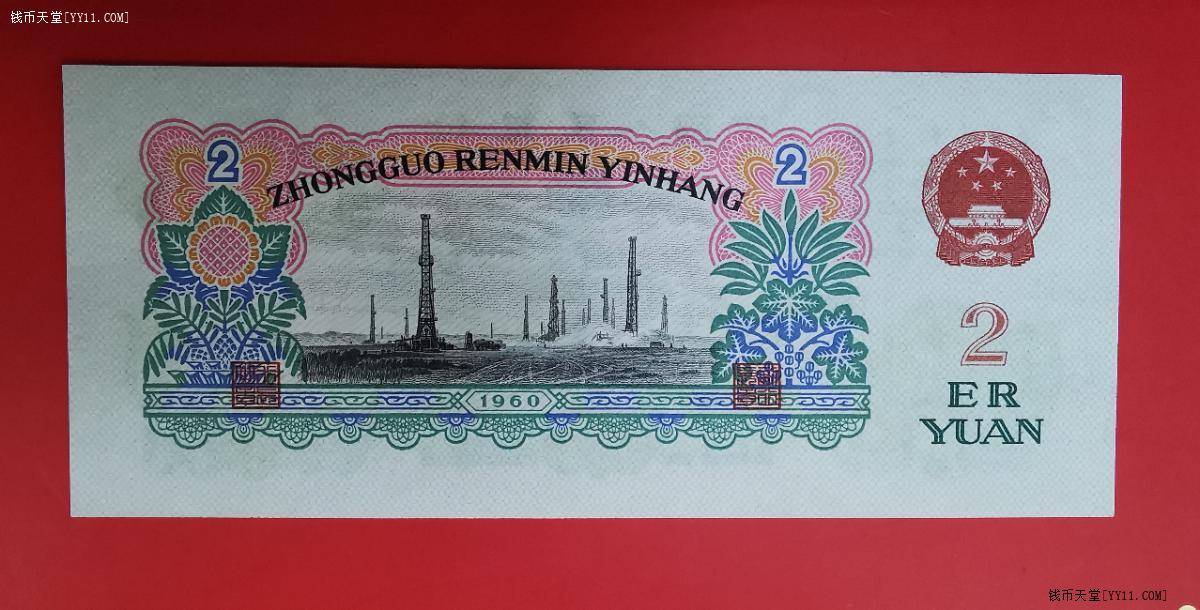 钱币天堂[YY11.COM]
2
2
ZHONGGUO RENMIN YINHANG
2
ER
YUAN
1960
钱币天堂[YY11.COM]